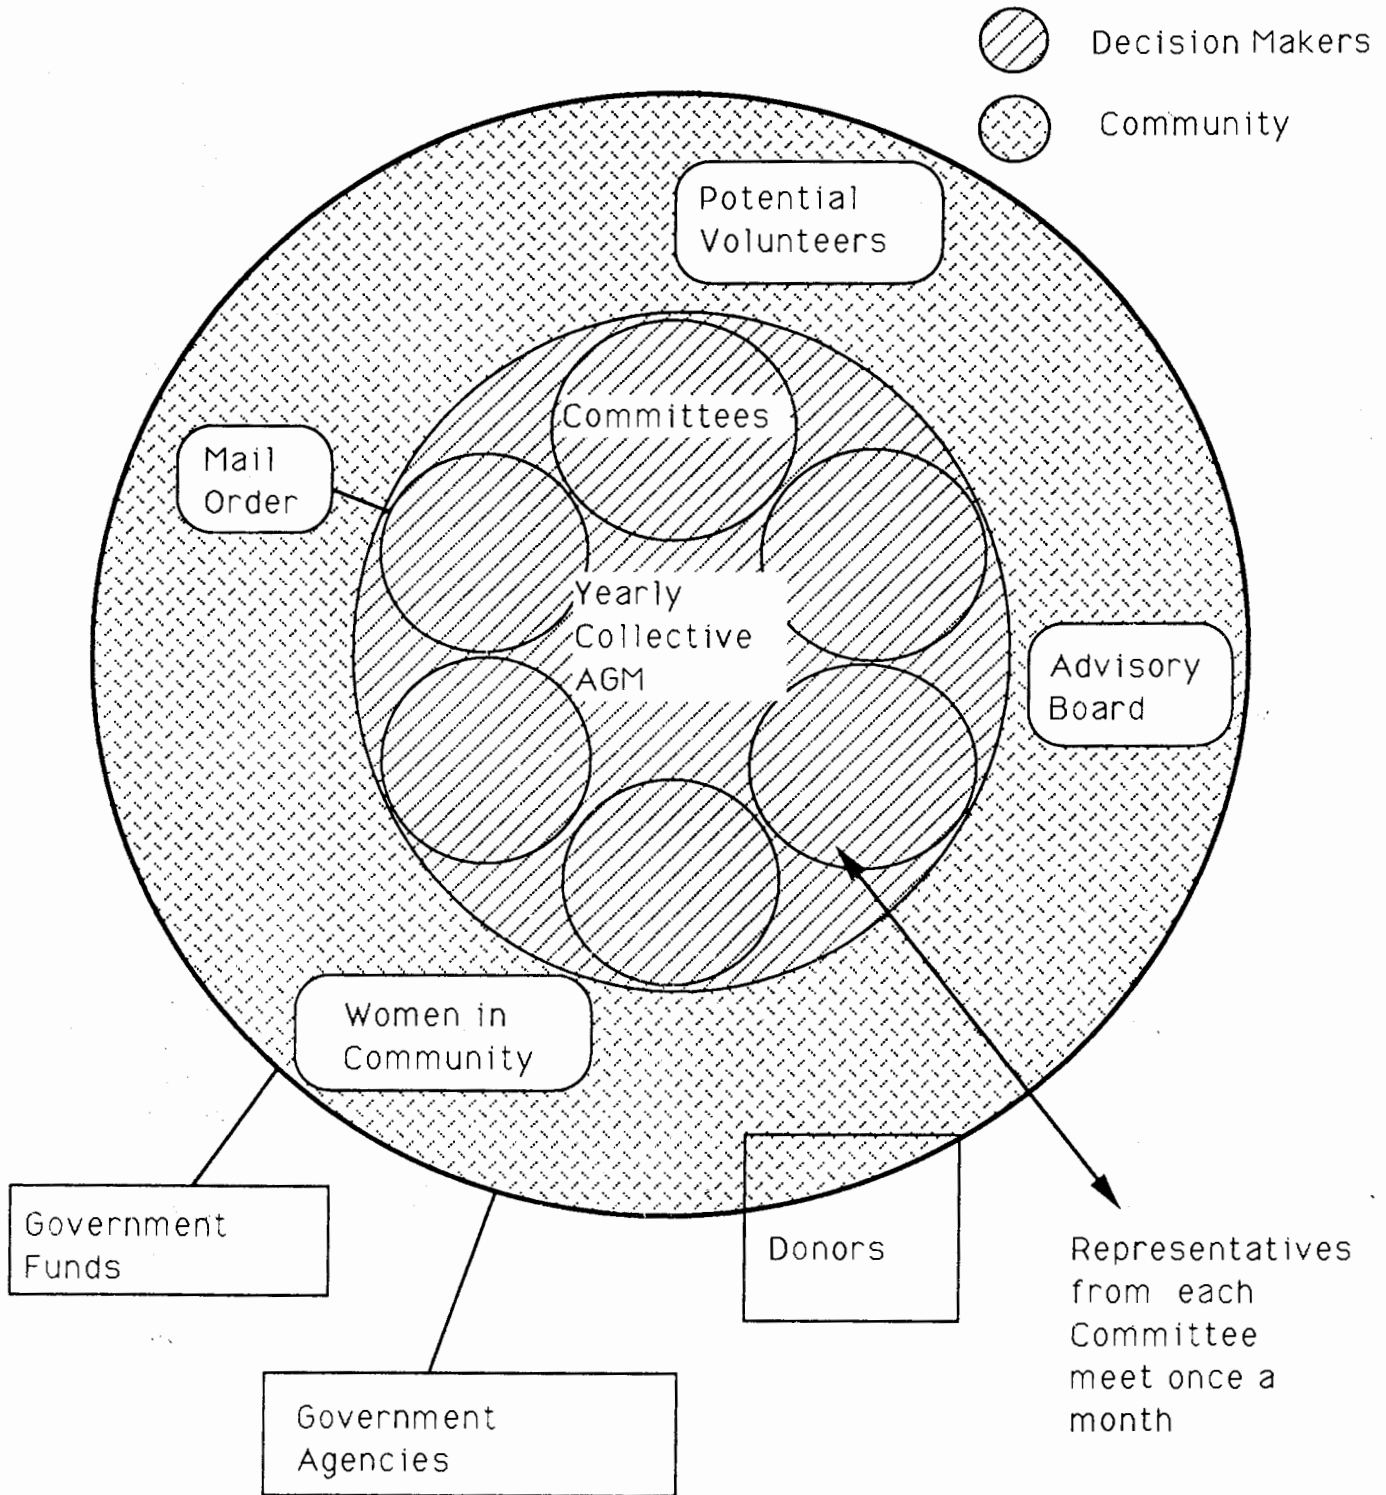 Decision Makers
Community
Potential
Volunteers
Committees
Mail
Order
Yearly
Collective
AGM
Advisory
Board
Women in
Community
Government
Funds
Donors
Representatives
from each
Committee
meet once a
month
Government
Agencies